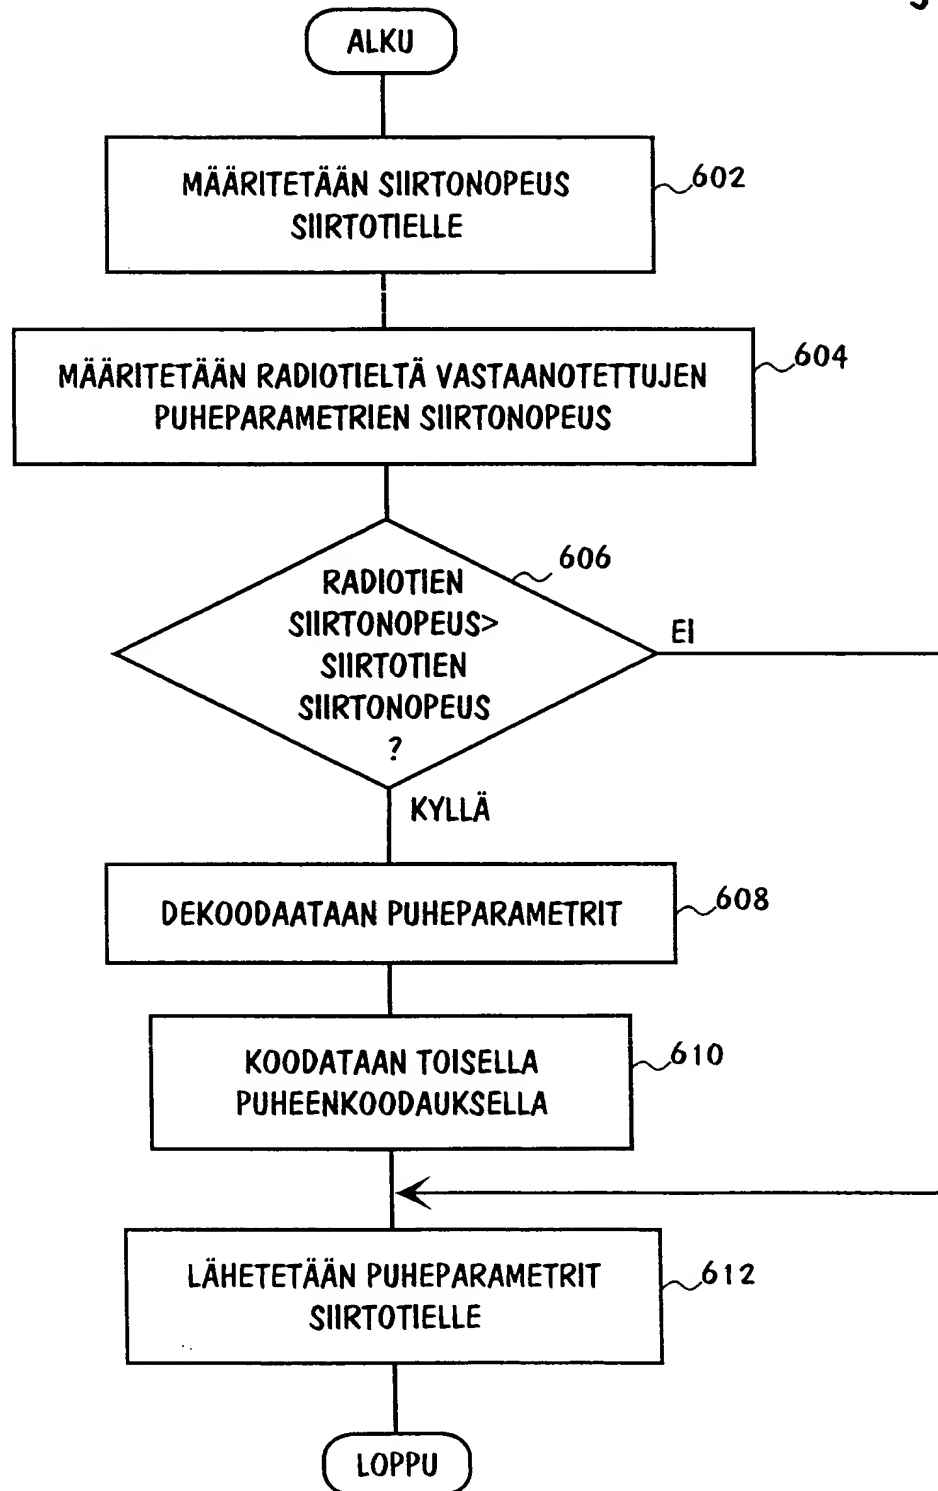 ALKU
MÄÄRITETÄÄN SIIRTONOPEUS
SIIRTOTIELLE
602
MÄÄRITETÄÄN RADIOTIELTÄ VASTAANOTETTUJEN
PUHEPARAMETRIEN SIIRTONOPEUS
604
606
RADIOTIEN
SIIRTONOPEUS>
SIIRTOTIEN
SIIRTONOPEUS
?
EI
KYLLÄ
DEKOODAATAAN PUHEPARAMETRIT
608
KOODATAAN TOISELLA
PUHEENKOODAUKSELLA
610
LÄHETETÄÄN PUHEPARAMETRIT
SIIRTOTIELLE
612
LOPPU